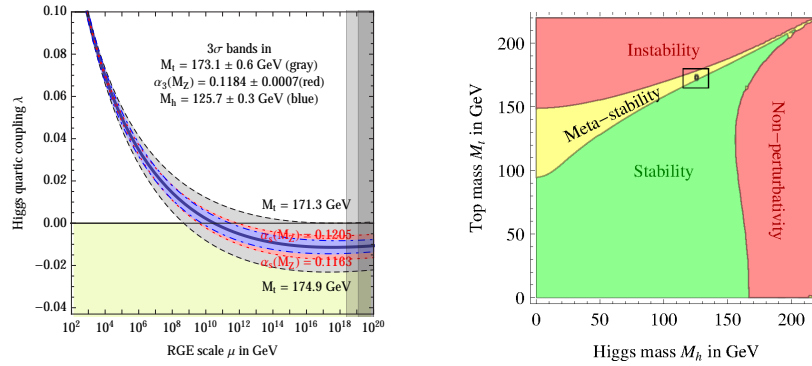 0.10
0.08
0.06
0.04
0.02
0.00
−0.02
−0.04
Higgs quartic coupling λ
3σ bands in
M_t = 173.1 ± 0.6 GeV (gray)
α_3(M_Z) = 0.1184 ± 0.0007(red)
M_h = 125.7 ± 0.3 GeV (blue)
M_t = 171.3 GeV
α_s(M_Z) = 0.1205
α_s(M_Z) = 0.1163
M_t = 174.9 GeV
10^2 10^4 10^6 10^8 10^10 10^12 10^14 10^16 10^18 10^20
RGE scale μ in GeV
200
150
100
50
0
Top mass M_t in GeV
Instability
Meta−stability
Stability
Non−perturbativity
0 50 100 150 200
Higgs mass M_h in GeV